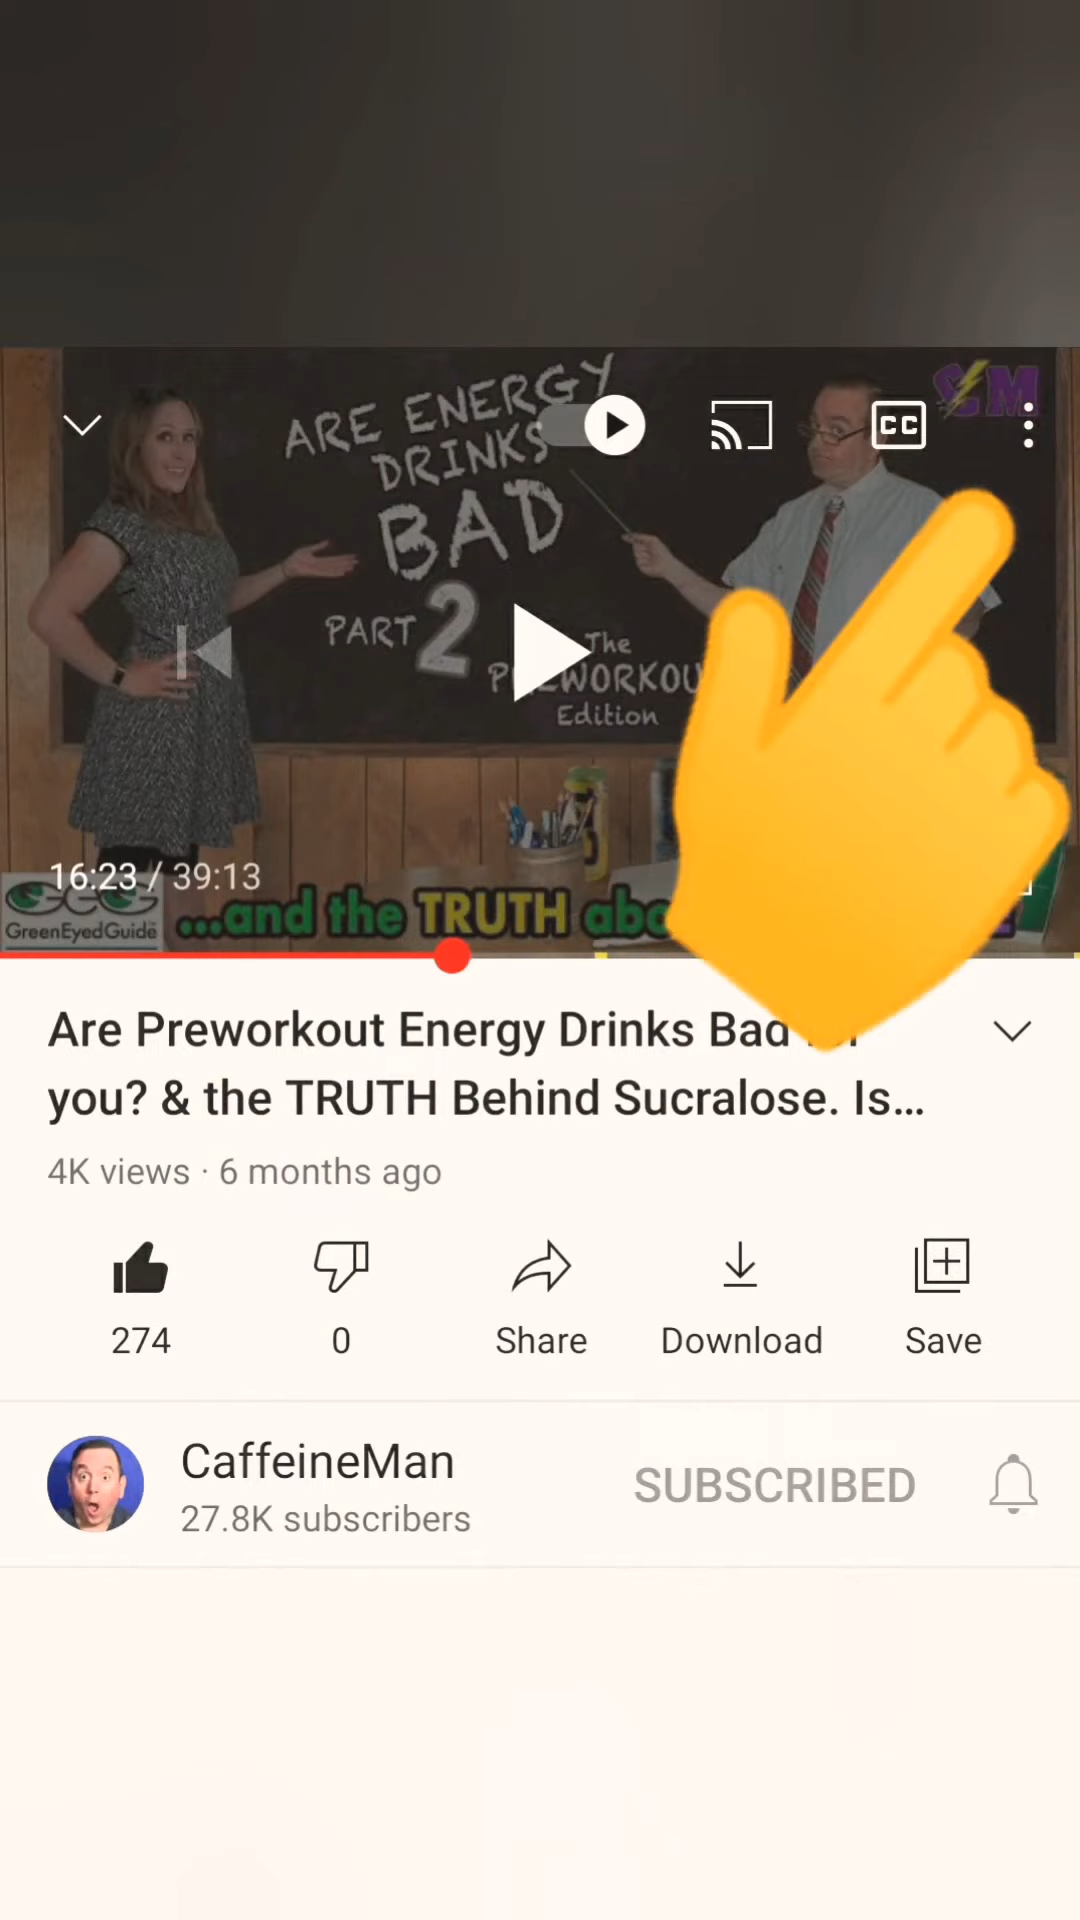 ARE ENERGY
DRINKS
BAD
CM
CC
PART 2
The
Edition
16:23 / 39:13
GreenEyedGuide
...and the TRUTH
Are Preworkout Energy Drinks Bad
you? & the TRUTH Behind Sucralose. Is...
4K views · 6 months ago
274
0
Share
Download
Save
CaffeineMan
27.8K subscribers
SUBSCRIBED